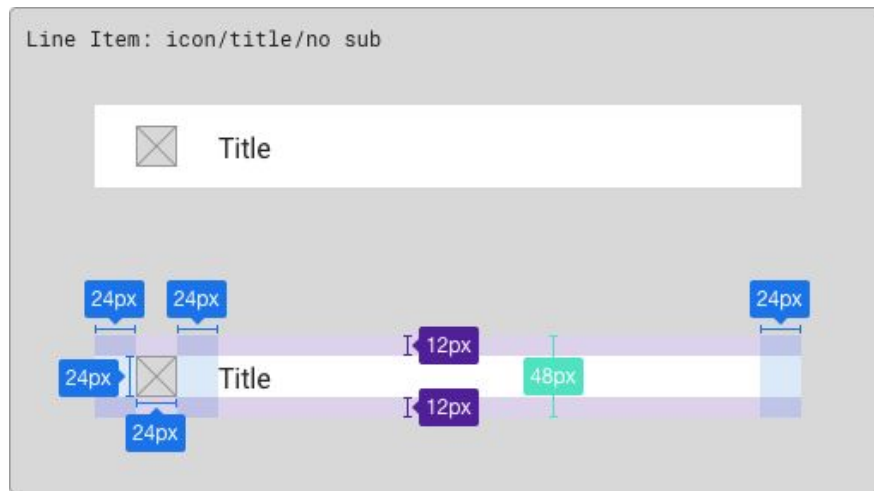 Line Item: icon/title/no sub
Title
24px
24px
24px
12px
24px
Title
48px
12px
24px